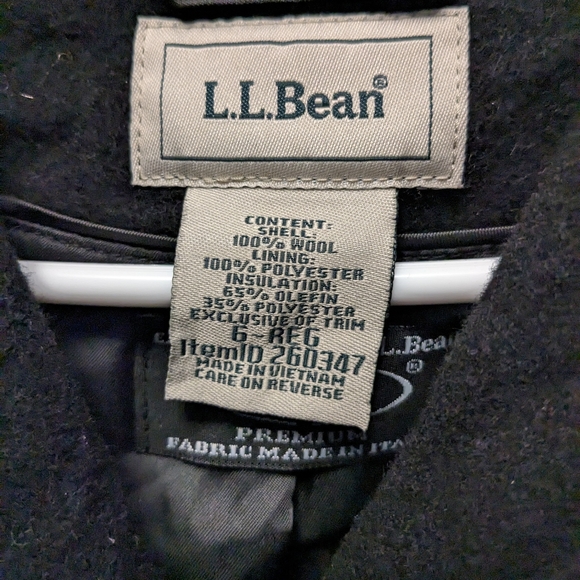 L.L.Bean®
CONTENT:
SHELL:
100% WOOL
LINING:
100% POLYESTER
INSULATION:
65% OLEFIN
35% POLYESTER
EXCLUSIVE OF TRIM
6-REG
ItemID 260347
MADE IN VIETNAM
CARE ON REVERSE
L.Bea
®
PREMIUM
FABRIC MADE IN ITA